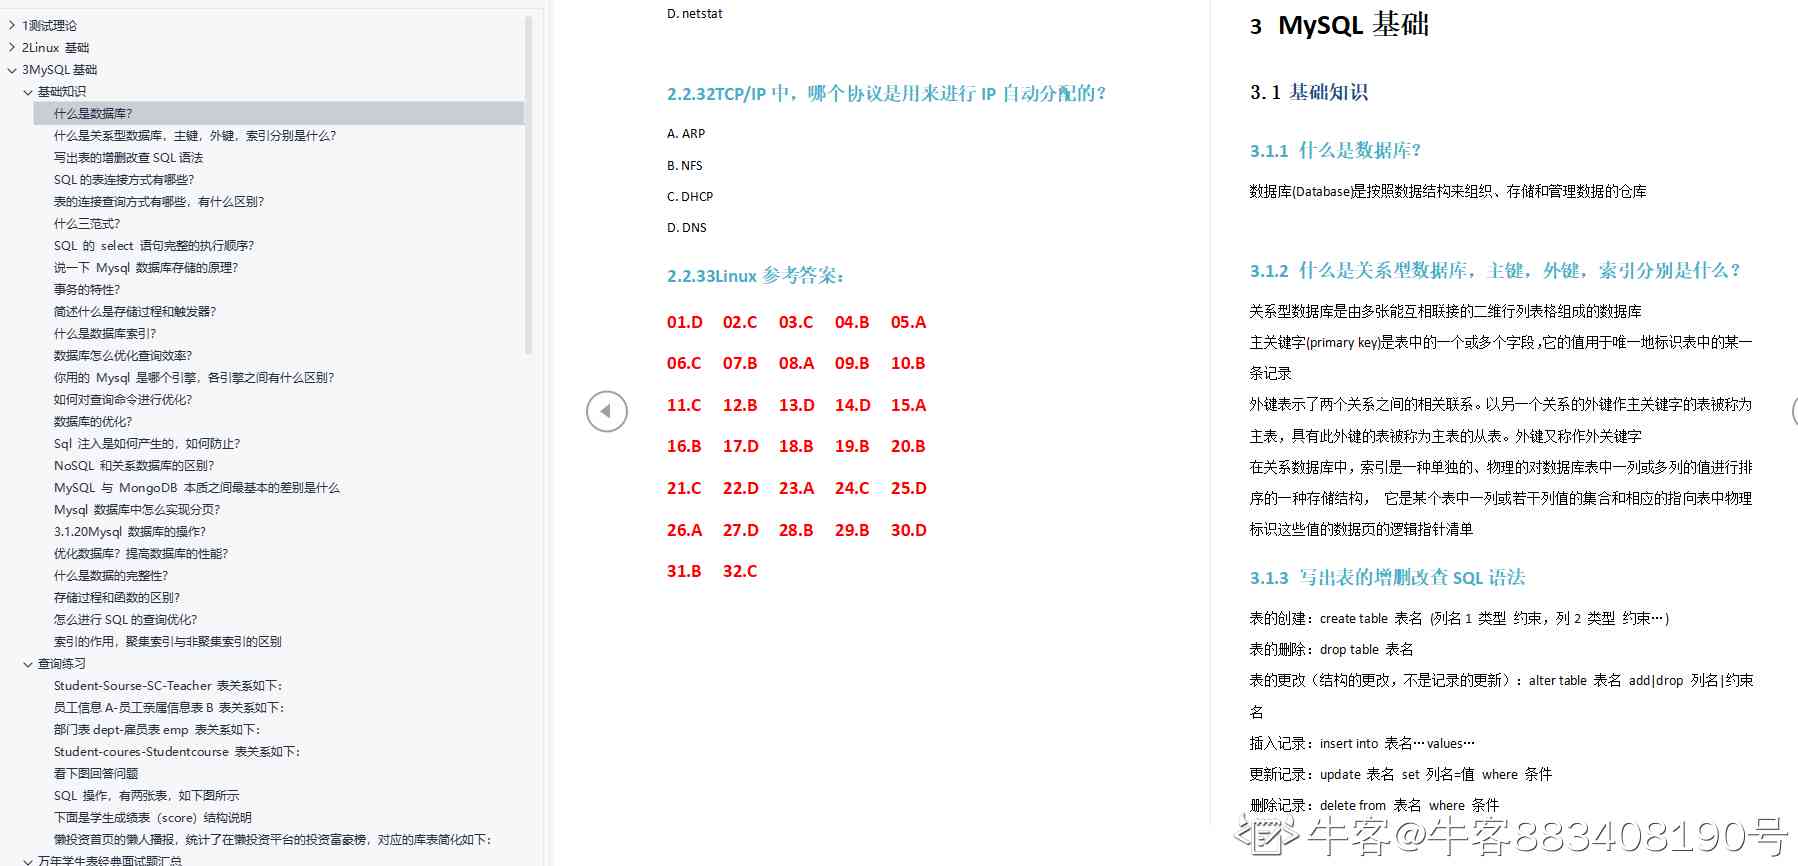 1测试理论
2Linux 基础
3MySQL 基础
基础知识
什么是数据库?
什么是关系型数据库，主键，外键，索引分别是什么?
写出表的增删改查 SQL 语法
SQL 的表连接方式有哪些?
表的连接查询方式有哪些，有什么区别?
什么三范式?
SQL 的 select 语句完整的执行顺序?
说一下 Mysql 数据库存储的原理?
事务的特性?
简述什么是存储过程和触发器?
什么是数据库索引?
数据库怎么优化查询效率?
你用的 Mysql 是哪个引擎，各引擎之间有什么区别?
如何对查询命令进行优化?
数据库的优化?
Sql 注入是如何产生的，如何防止?
NoSQL 和关系数据库的区别?
MySQL 与 MongoDB 本质之间最基本的差别是什么
Mysql 数据库中怎么实现分页?
3.1.20Mysql 数据库的操作?
优化数据库? 提高数据库的性能?
什么是数据的完整性?
存储过程和函数的区别?
怎么进行 SQL 的查询优化?
索引的作用，聚集索引与非聚集索引的区别
查询练习
Student-Sourse-SC-Teacher 表关系如下:
员工信息 A-员工亲属信息表 B 表关系如下:
部门表 dept-雇员表 emp 表关系如下:
Student-coures-Studentcourse 表关系如下:
看下图回答问题
SQL 操作，有两张表，如下图所示
下面是学生成绩表（score）结构说明
懒投资首页的懒人播报，统计了在懒投资平台的投资富豪榜，对应的库表简化如下:
万年学生表经典面试题汇总
D. netstat
2.2.32TCP/IP 中，哪个协议是用来进行 IP 自动分配的?
A. ARP
B. NFS
C. DHCP
D. DNS
2.2.33Linux 参考答案:
01.D 02.C 03.C 04.B 05.A
06.C 07.B 08.A 09.B 10.B
11.C 12.B 13.D 14.D 15.A
16.B 17.D 18.B 19.B 20.B
21.C 22.D 23.A 24.C 25.D
26.A 27.D 28.B 29.B 30.D
31.B 32.C
3 MySQL 基础
3.1 基础知识
3.1.1 什么是数据库?
数据库(Database)是按照数据结构来组织、存储和管理数据的仓库
3.1.2 什么是关系型数据库，主键，外键，索引分别是什么?
关系型数据库是由多张能互相联接的二维行列表格组成的数据库
主关键字(primary key)是表中的一个或多个字段,它的值用于唯一地标识表中的某一
条记录
外键表示了两个关系之间的相关联系。以另一个关系的外键作主关键字的表被称为
主表，具有此外键的表被称为主表的从表。外键又称作外关键字
在关系数据库中，索引是一种单独的、物理的对数据库表中一列或多列的值进行排
序的一种存储结构， 它是某个表中一列或若干列值的集合和相应的指向表中物理
标识这些值的数据页的逻辑指针清单
3.1.3 写出表的增删改查 SQL 语法
表的创建：create table 表名 (列名 1 类型 约束，列 2 类型 约束…)
表的删除：drop table 表名
表的更改（结构的更改，不是记录的更新）：alter table 表名 add|drop 列名|约束
名
插入记录：insert into 表名…values…
更新记录：update 表名 set 列名=值 where 条件
删除记录：delete from 表名 where 条件
牛客@牛客883408190号